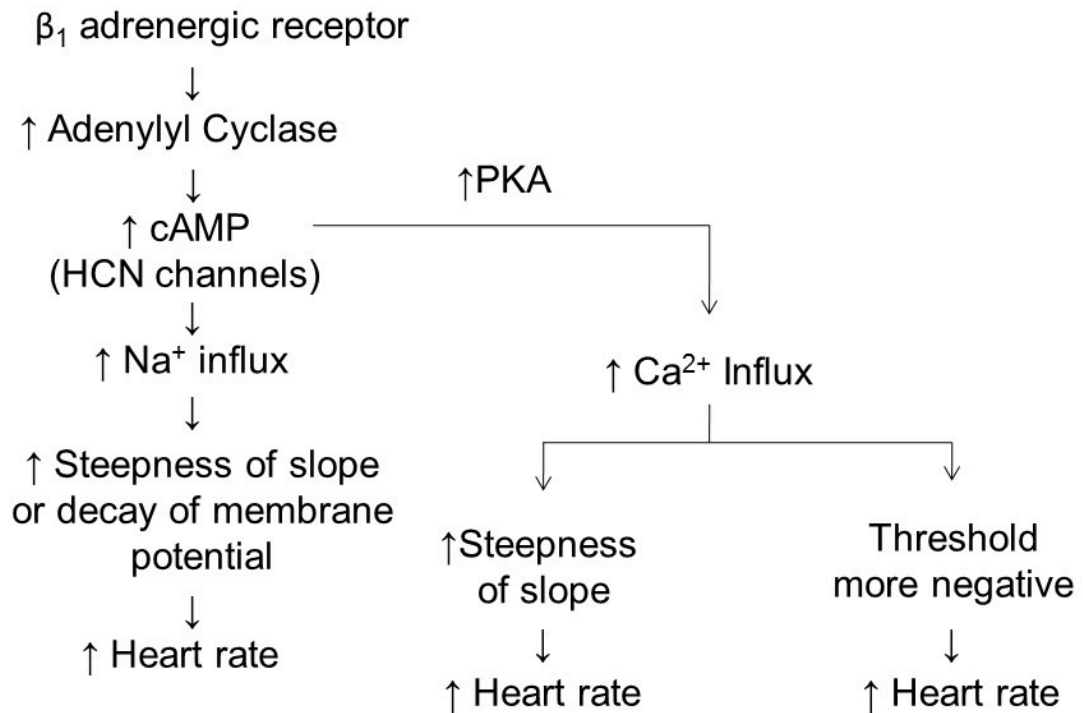 β₁ adrenergic receptor
↓
↑ Adenylyl Cyclase
↓
↑PKA
↑ cAMP
(HCN channels)
↓
↑ Na⁺ influx
↑ Ca²⁺ Influx
↓
↑ Steepness of slope
or decay of membrane
potential
↑Steepness
of slope
Threshold
more negative
↓
↑ Heart rate
↓
↑ Heart rate
↓
↑ Heart rate